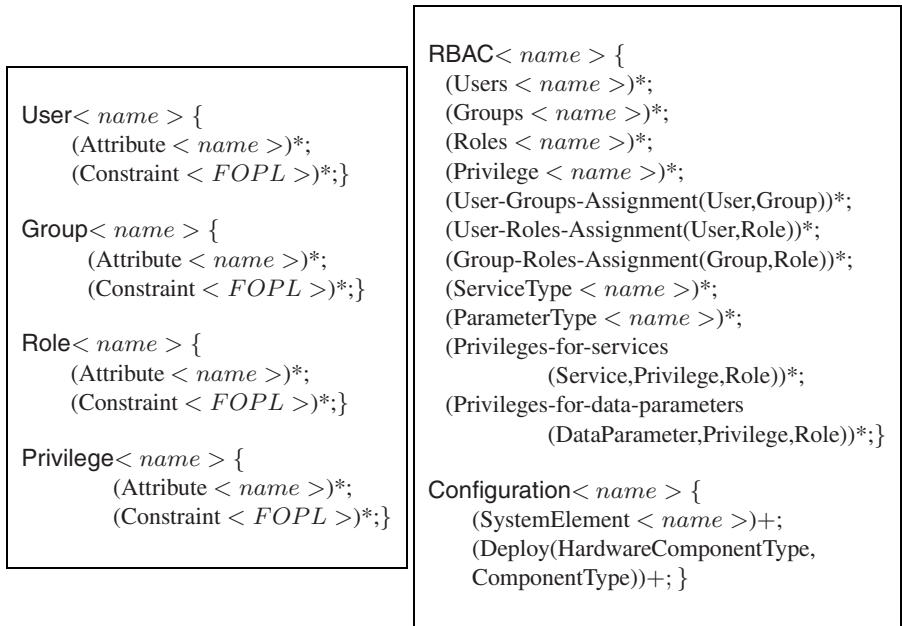 User< name > {
(Attribute < name >)*;
(Constraint < FOPL >)*;}
Group< name > {
(Attribute < name >)*;
(Constraint < FOPL >)*;}
Role< name > {
(Attribute < name >)*;
(Constraint < FOPL >)*;}
Privilege< name > {
(Attribute < name >)*;
(Constraint < FOPL >)*;}
RBAC< name > {
(Users < name >)*;
(Groups < name >)*;
(Roles < name >)*;
(Privilege < name >)*;
(User-Groups-Assignment(User,Group))*;
(User-Roles-Assignment(User,Role))*;
(Group-Roles-Assignment(Group,Role))*;
(ServiceType < name >)*;
(ParameterType < name >)*;
(Privileges-for-services
(Service,Privilege,Role))*;
(Privileges-for-data-parameters
(DataParameter,Privilege,Role))*;}
Configuration< name > {
(SystemElement < name >)+;
(Deploy(HardwareComponentType,
ComponentType))+; }